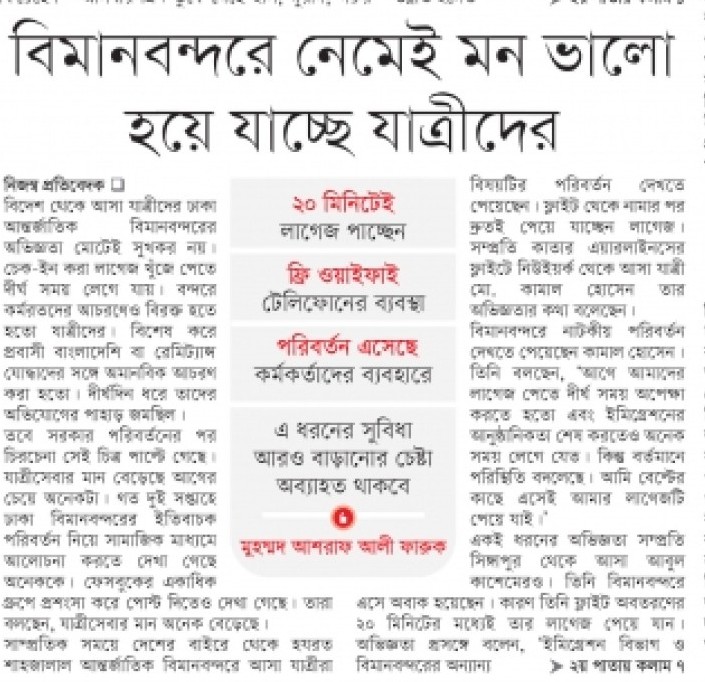 বিমানবন্দরে নেমেই মন ভালো
হয়ে যাচ্ছে যাত্রীদের
নিজস্ব প্রতিবেদক
বিদেশ থেকে আসা যাত্রীদের ঢাকা
আন্তর্জাতিক বিমানবন্দরের
অভিজ্ঞতা মোটেই সুখকর নয়।
চেক-ইন করা লাগেজ খুঁজে পেতে
দীর্ঘ সময় লেগে যায়। বন্দরে
কর্মরতদের আচরণেও বিরক্ত হতে
হতো যাত্রীদের। বিশেষ করে
প্রবাসী বাংলাদেশি বা রেমিট্যান্স
যোদ্ধাদের সঙ্গে অমানবিক আচরণ
করা হতো। দীর্ঘদিন ধরে তাদের
অভিযোগের পাহাড় জমছিল।
তবে সরকার পরিবর্তনের পর
চিরচেনা সেই চিত্র পাল্টে গেছে।
যাত্রীসেবার মান বেড়েছে আগের
চেয়ে অনেকটা। গত দুই সপ্তাহে
ঢাকা বিমানবন্দরের ইতিবাচক
পরিবর্তন নিয়ে সামাজিক মাধ্যমে
আলোচনা করতে দেখা গেছে
অনেককে। ফেসবুকের একাধিক
গ্রুপে প্রশংসা করে পোস্ট দিতেও দেখা গেছে। তারা
বলছেন, যাত্রীসেবার মান অনেক বেড়েছে।
সাম্প্রতিক সময়ে দেশের বাইরে থেকে হযরত
শাহজালাল আন্তর্জাতিক বিমানবন্দরে আসা যাত্রীরা
২০ মিনিটেই
লাগেজ পাচ্ছেন
ফ্রি ওয়াইফাই
টেলিফোনের ব্যবস্থা
পরিবর্তন এসেছে
কর্মকর্তাদের ব্যবহারে
এ ধরনের সুবিধা
আরও বাড়ানোর চেষ্টা
অব্যাহত থাকবে
মুহম্মদ আশরাফ আলী ফারুক
বিষয়টির পরিবর্তন দেখতে
পেয়েছেন। ফ্লাইট থেকে নামার পর
দ্রুতই পেয়ে যাচ্ছেন লাগেজ।
সম্প্রতি কাতার এয়ারলাইনসের
ফ্লাইটে নিউইয়র্ক থেকে আসা যাত্রী
মো. কামাল হোসেন তার
অভিজ্ঞতার কথা বলেছেন।
বিমানবন্দরে নাটকীয় পরিবর্তন
দেখতে পেয়েছেন কামাল হোসেন।
তিনি বলছেন, 'আগে আমাদের
লাগেজ পেতে দীর্ঘ সময় অপেক্ষা
করতে হতো এবং ইমিগ্রেশনের
আনুষ্ঠানিকতা শেষ করতেও অনেক
সময় লেগে যেত। কিন্তু বর্তমানে
পরিস্থিতি বদলেছে। আমি বেল্টের
কাছে এসেই আমার লাগেজটি
পেয়ে যাই।'
একই ধরনের অভিজ্ঞতা সম্প্রতি
সিঙ্গাপুর থেকে আসা আবুল
কাশেমেরও। তিনি বিমানবন্দরে
এসে অবাক হয়েছেন। কারণ তিনি ফ্লাইট অবতরণের
২০ মিনিটের মধ্যেই তার লাগেজ পেয়ে যান।
অভিজ্ঞতা প্রসঙ্গে বলেন, 'ইমিগ্রেশন বিভাগ ও
বিমানবন্দরের অন্যান্য ➤ ২য় পাতায় কলাম ৭